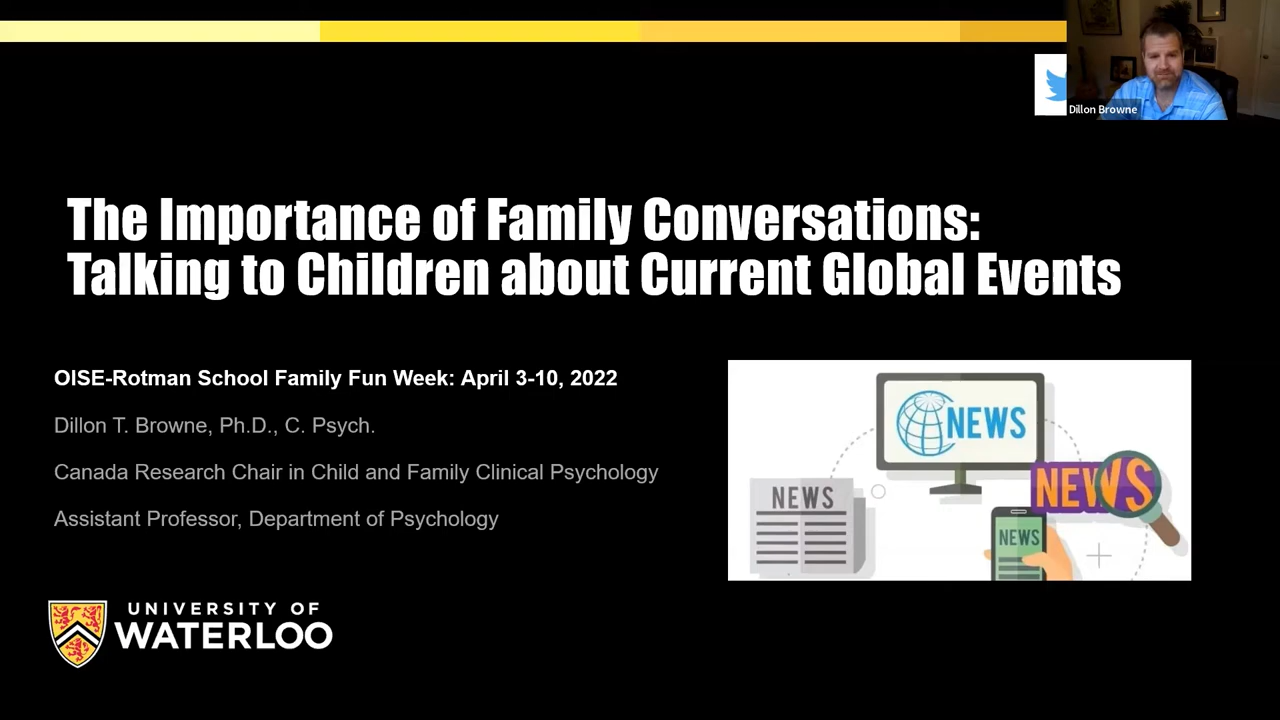 Dillon Browne
The Importance of Family Conversations:
Talking to Children about Current Global Events
OISE-Rotman School Family Fun Week: April 3-10, 2022
Dillon T. Browne, Ph.D., C. Psych.
Canada Research Chair in Child and Family Clinical Psychology
Assistant Professor, Department of Psychology
NEWS
NEWS
NEWS
NEWS
UNIVERSITY OF
WATERLOO